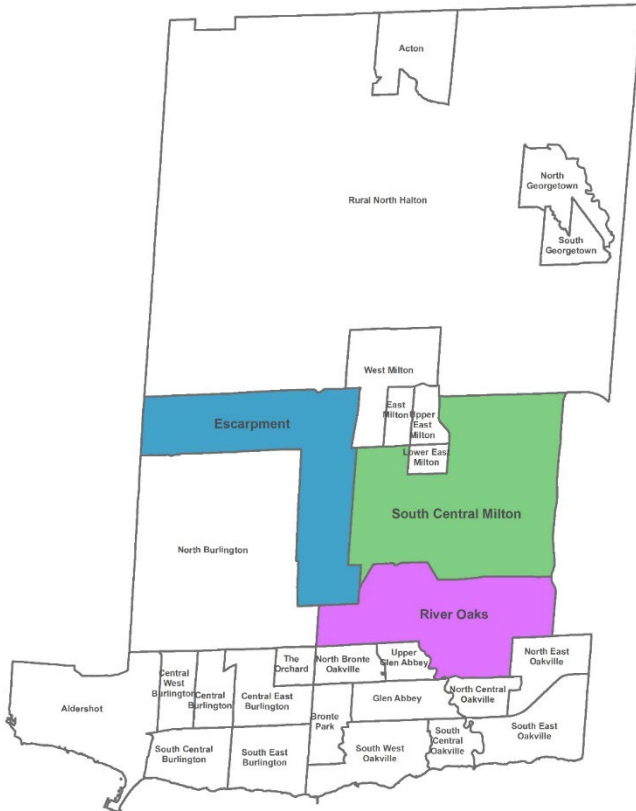 Acton
North
Georgetown
Rural North Halton
South
Georgetown
West Milton
East
Milton
Upper
East
Milton
Escarpment
Lower East
Milton
South Central Milton
North Burlington
River Oaks
The
Orchard
North Bronte
Oakville
Upper
Glen Abbey
North East
Oakville
Central
West
Burlington
Central
Burlington
Central East
Burlington
Glen Abbey
North Central
Oakville
Aldershot
Bronte
Park
South Central
Burlington
South East
Burlington
South West
Oakville
South
Central
Oakville
South East
Oakville